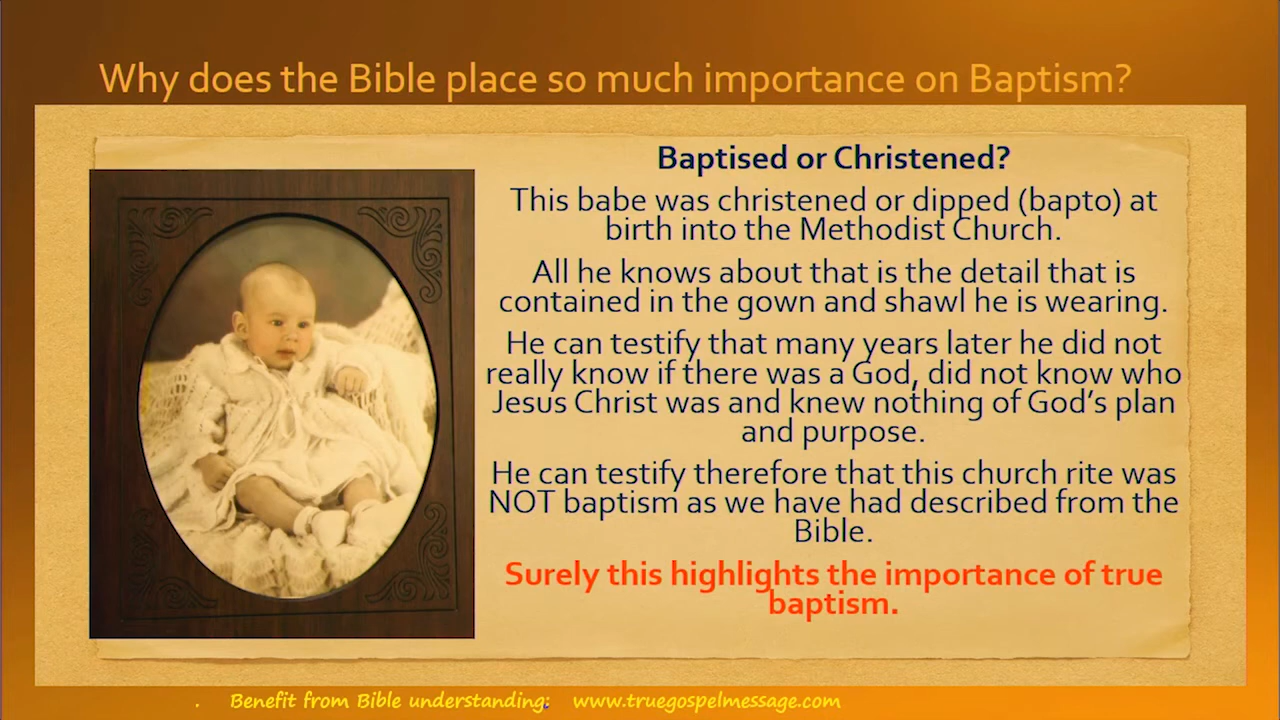 Why does the Bible place so much importance on Baptism?
Baptised or Christened?
This babe was christened or dipped (bapto) at
birth into the Methodist Church.
All he knows about that is the detail that is
contained in the gown and shawl he is wearing.
He can testify that many years later he did not
really know if there was a God, did not know who
Jesus Christ was and knew nothing of God's plan
and purpose.
He can testify therefore that this church rite was
NOT baptism as we have had described from the
Bible.
Surely this highlights the importance of true
baptism.
. Benefit from Bible understanding: www.truegospelmessage.com